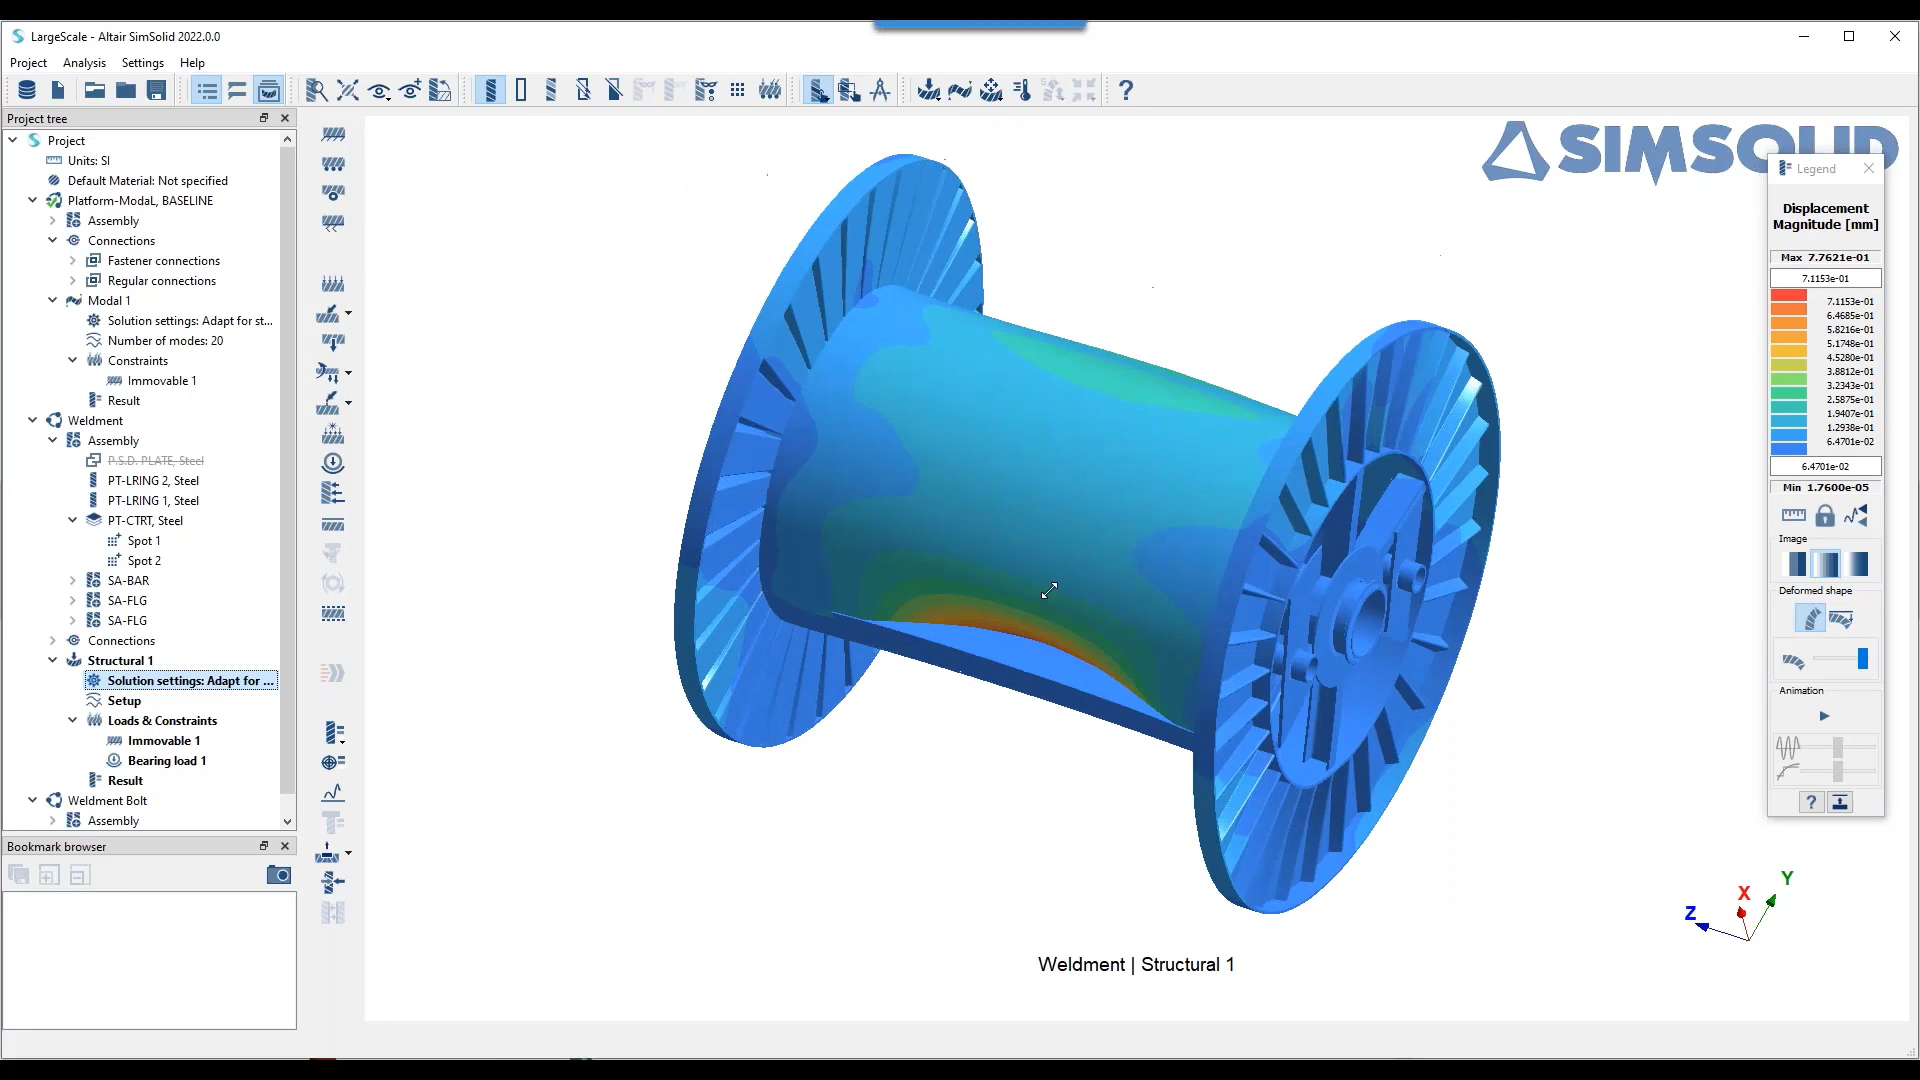 LargeScale - Altair SimSolid 2022.0.0
Project Analysis Settings Help
Project tree
Project
Units: SI
Default Material: Not specified
Platform-ModaL, BASELINE
Assembly
Connections
Fastener connections
Regular connections
Modal 1
Solution settings: Adapt for st...
Number of modes: 20
Constraints
Immovable 1
Result
Weldment
Assembly
P.S.D. PLATE, Steel
PT-LRING 2, Steel
PT-LRING 1, Steel
PT-CTRT, Steel
Spot 1
Spot 2
SA-BAR
SA-FLG
SA-FLG
Connections
Structural 1
Solution settings: Adapt for ...
Setup
Loads & Constraints
Immovable 1
Bearing load 1
Result
Weldment Bolt
Assembly
Bookmark browser
SIMSOLID
Legend
Displacement
Magnitude [mm]
Max 7.7621e-01
7.1153e-01
7.1153e-01
6.4685e-01
5.8216e-01
5.1748e-01
4.5280e-01
3.8812e-01
3.2343e-01
2.5875e-01
1.9407e-01
1.2938e-01
6.4701e-02
6.4701e-02
Min 1.7600e-05
Image
Deformed shape
Animation
?
X
Y
Z
Weldment | Structural 1